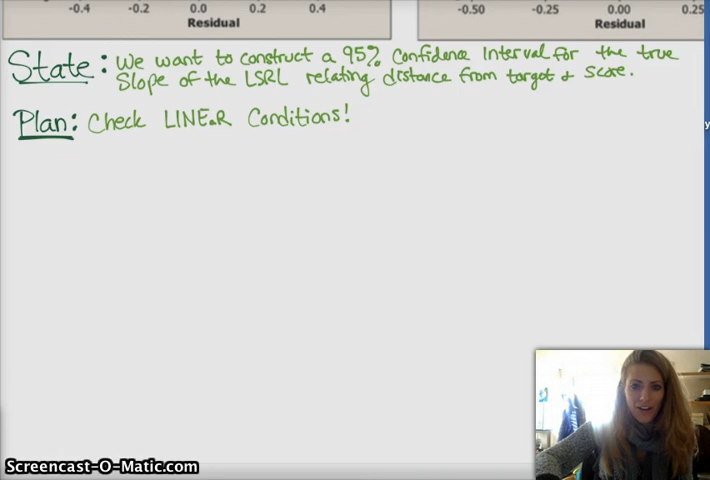 -0.4 -0.2 0.0 0.2 0.4
Residual
-0.50 -0.25 0.00 0.25
Residual
State: We want to construct a 95% Confidence Interval for the true
Slope of the LSRL relating distance from target & Score.
Plan: Check LINEAR Conditions!
Screencast-O-Matic.com